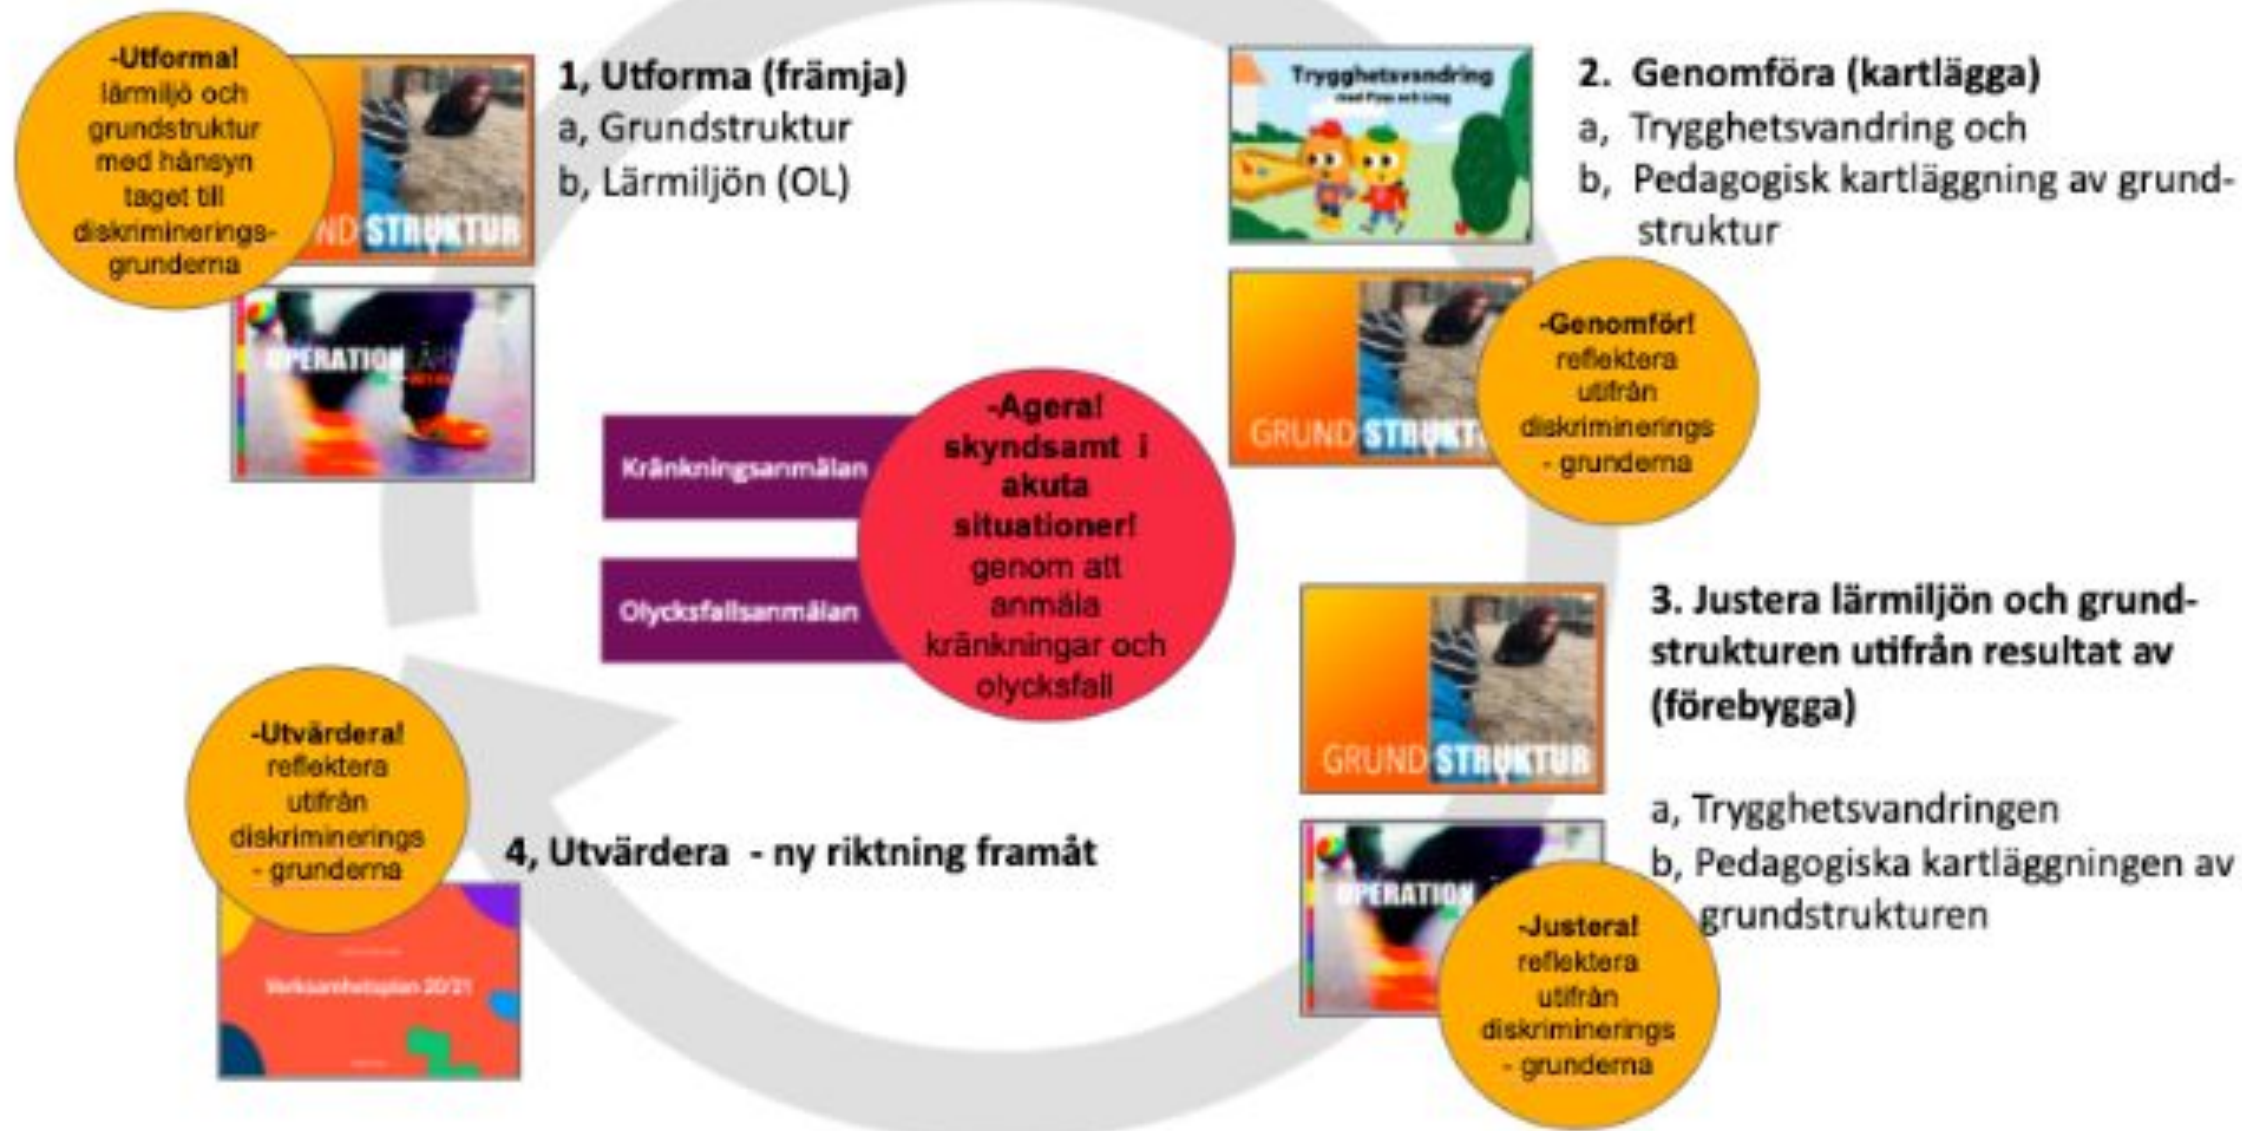 -Utforma!
lärmiljö och
grundstruktur
med hänsyn
taget till
diskriminerings-
grunderna
ND STRUKTUR
OPERATION
1, Utforma (främja)
a, Grundstruktur
b, Lärmiljön (OL)
Trygghetsvandring
2. Genomföra (kartlägga)
a, Trygghetsvandring och
b, Pedagogisk kartläggning av grund-
struktur
GRUND STRUKT
-Genomför!
reflektera
utifrån
diskriminerings
- grunderna
Kränkningsanmälan
Olycksfallsanmälan
-Agera!
skyndsamt i
akuta
situationer!
genom att
anmäla
kränkningar och
olycksfall
GRUND STRUKTUR
3. Justera lärmiljön och grund-
strukturen utifrån resultat av
(förebygga)
a, Trygghetsvandringen
b, Pedagogiska kartläggningen av
grundstrukturen
OPERATION
-Justera!
reflektera
utifrån
diskriminerings
- grunderna
-Utvärdera!
reflektera
utifrån
diskriminerings
- grunderna
4, Utvärdera - ny riktning framåt
Verksamhetsplan 20/21